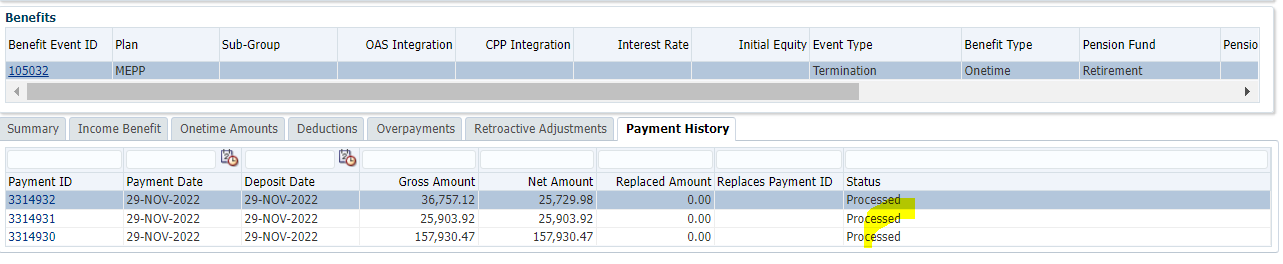 Benefits
Benefit Event ID Plan Sub-Group OAS Integration CPP Integration Interest Rate Initial Equity Event Type Benefit Type Pension Fund Pensio
105032 MEPP Termination Onetime Retirement
Summary Income Benefit Onetime Amounts Deductions Overpayments Retroactive Adjustments Payment History
Payment ID Payment Date Deposit Date Gross Amount Net Amount Replaced Amount Replaces Payment ID Status
3314932 29-NOV-2022 29-NOV-2022 36,757.12 25,729.98 0.00 Processed
3314931 29-NOV-2022 29-NOV-2022 25,903.92 25,903.92 0.00 Processed
3314930 29-NOV-2022 29-NOV-2022 157,930.47 157,930.47 0.00 Processed